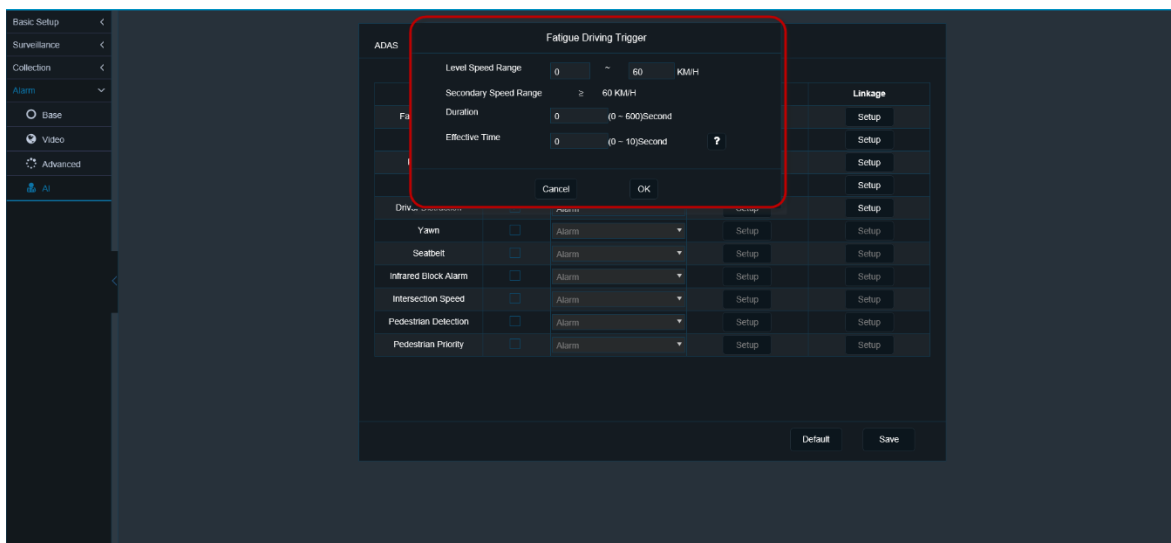 Basic Setup
Surveillance
Collection
Alarm
Base
Video
Advanced
AI
ADAS
Fatigue Driving Trigger
Level Speed Range 0 ~ 60 KM/H
Secondary Speed Range ≥ 60 KM/H
Duration 0 (0 ~ 600)Second
Effective Time 0 (0 ~ 10)Second ?
Cancel OK
Linkage
Fa Setup
Setup
Setup
Setup
Alarm Setup Setup
Yawn Alarm Setup Setup
Seatbelt Alarm Setup Setup
Infrared Block Alarm Alarm Setup Setup
Intersection Speed Alarm Setup Setup
Pedestrian Detection Alarm Setup Setup
Pedestrian Priority Alarm Setup Setup
Default Save